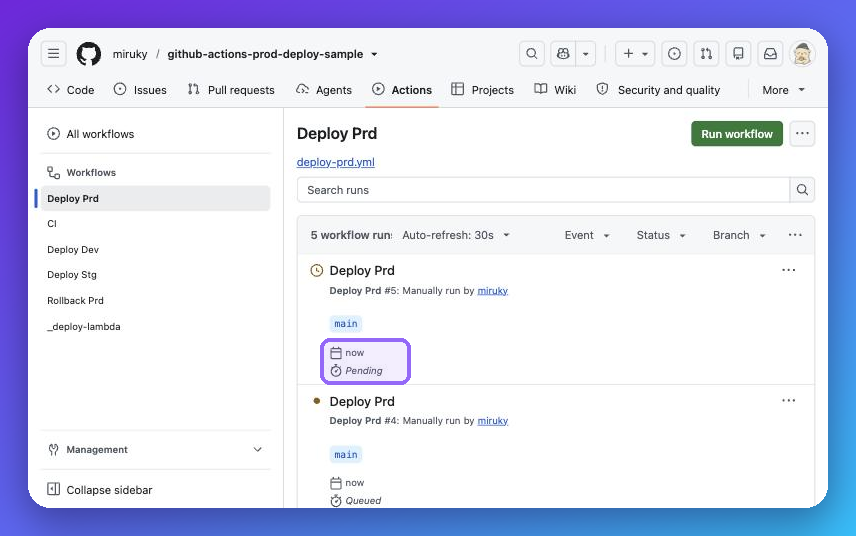 miruky / github-actions-prod-deploy-sample
Code Issues Pull requests Agents Actions Projects Wiki Security and quality More
All workflows
Workflows
Deploy Prd
CI
Deploy Dev
Deploy Stg
Rollback Prd
_deploy-lambda
Management
Collapse sidebar
Deploy Prd
Run workflow
deploy-prd.yml
Search runs
5 workflow runs Auto-refresh: 30s Event Status Branch
Deploy Prd
Deploy Prd #5: Manually run by miruky
main
now
Pending
Deploy Prd
Deploy Prd #4: Manually run by miruky
main
now
Queued